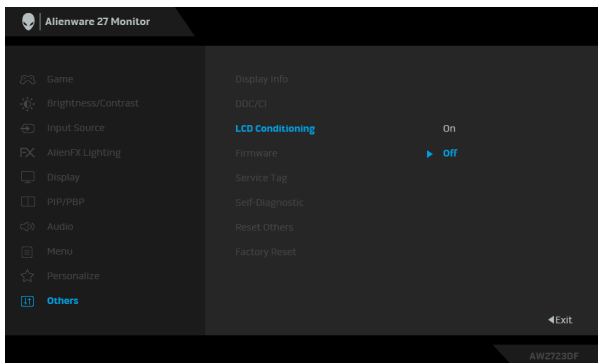 Alienware 27 Monitor
Game
Display Info
Brightness/Contrast
DDC/CI
Input Source
LCD Conditioning
On
AlienFX Lighting
Firmware
Off
Display
Service Tag
PIP/PBP
Self-Diagnostic
Audio
Reset Others
Menu
Factory Reset
Personalize
Others
Exit
AW2723DF